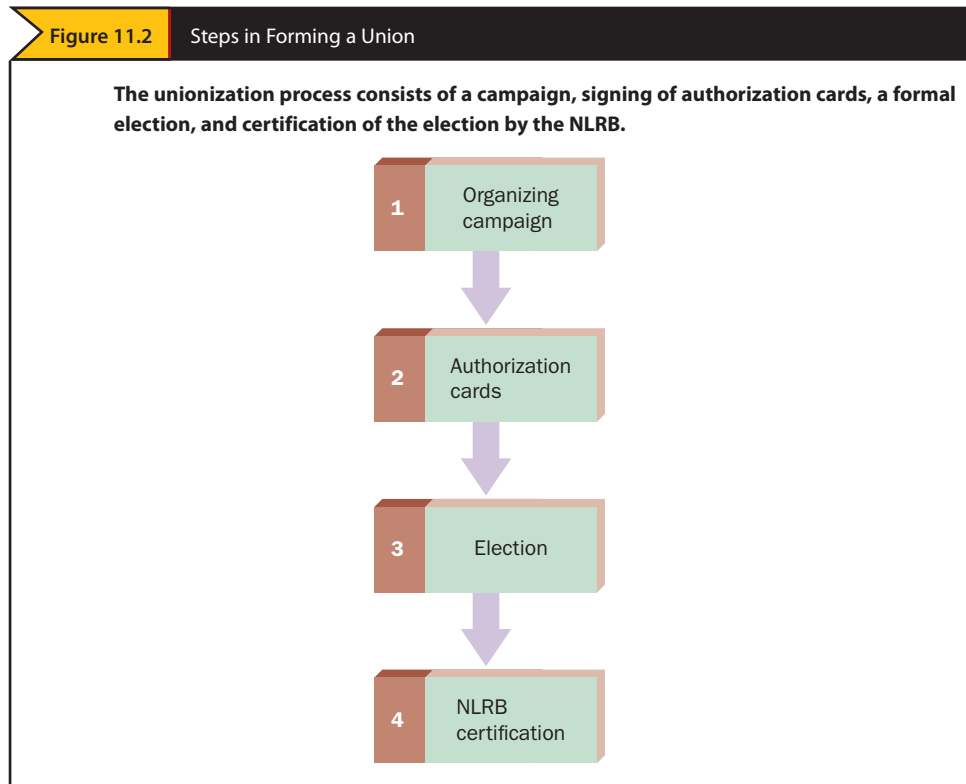 Figure 11.2 Steps in Forming a Union
The unionization process consists of a campaign, signing of authorization cards, a formal
election, and certification of the election by the NLRB.
1
Organizing
campaign
2
Authorization
cards
3
Election
4
NLRB
certification